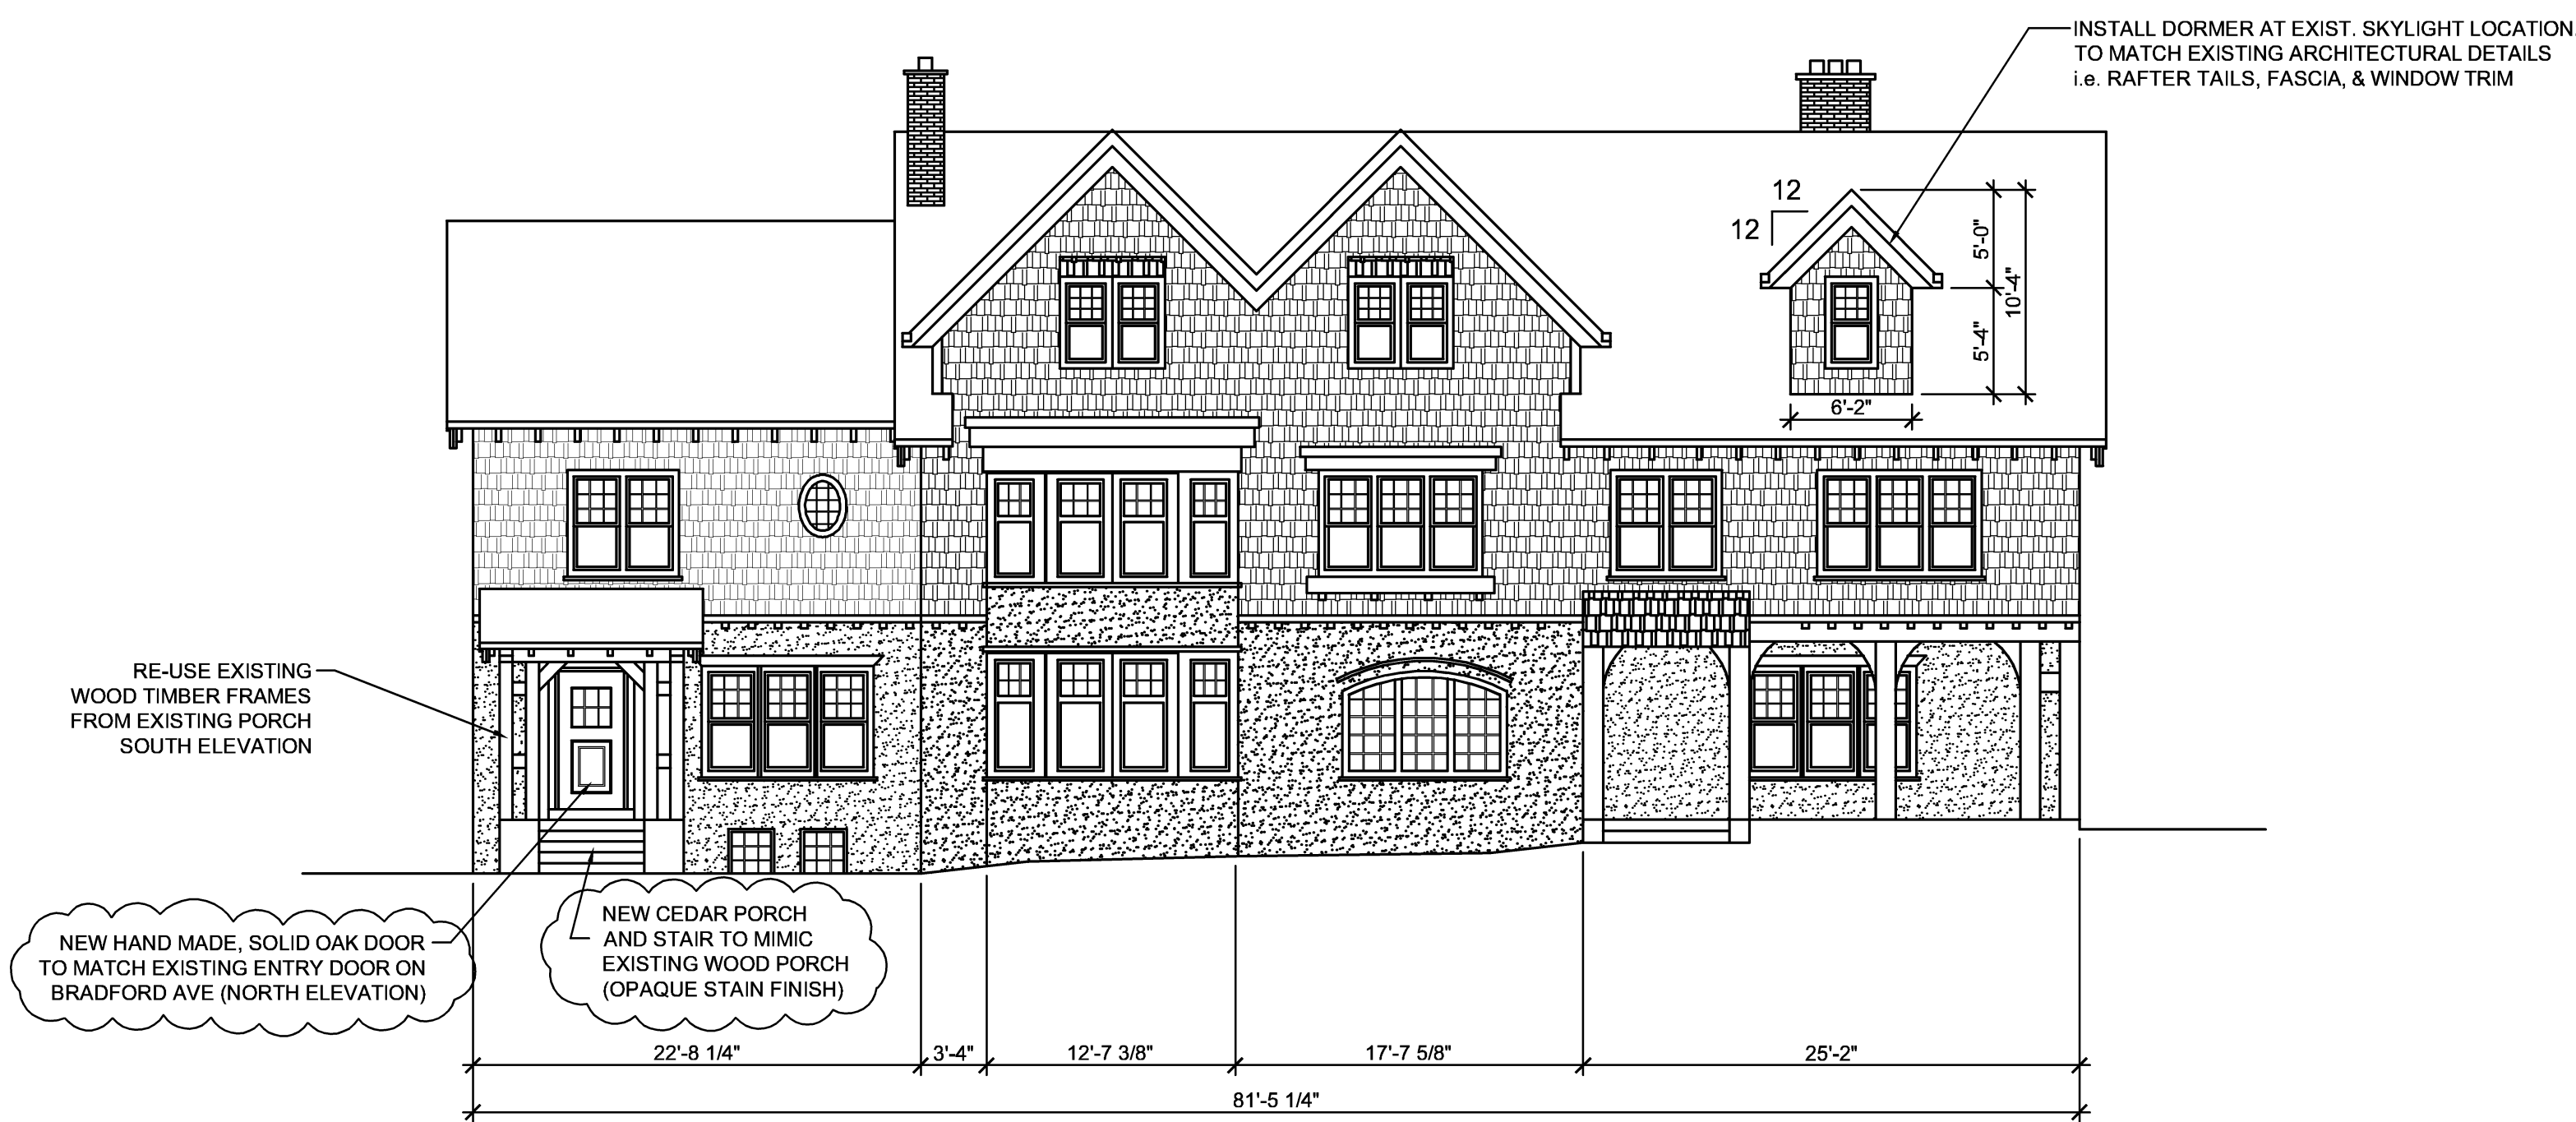 INSTALL DORMER AT EXIST. SKYLIGHT LOCATION.
TO MATCH EXISTING ARCHITECTURAL DETAILS
i.e. RAFTER TAILS, FASCIA, & WINDOW TRIM
12
12
5'-0"
10'-4"
5'-4"
6'-2"
RE-USE EXISTING
WOOD TIMBER FRAMES
FROM EXISTING PORCH
SOUTH ELEVATION
NEW HAND MADE, SOLID OAK DOOR
TO MATCH EXISTING ENTRY DOOR ON
BRADFORD AVE (NORTH ELEVATION)
NEW CEDAR PORCH
AND STAIR TO MIMIC
EXISTING WOOD PORCH
(OPAQUE STAIN FINISH)
22'-8 1/4"
3'-4"
12'-7 3/8"
17'-7 5/8"
25'-2"
81'-5 1/4"